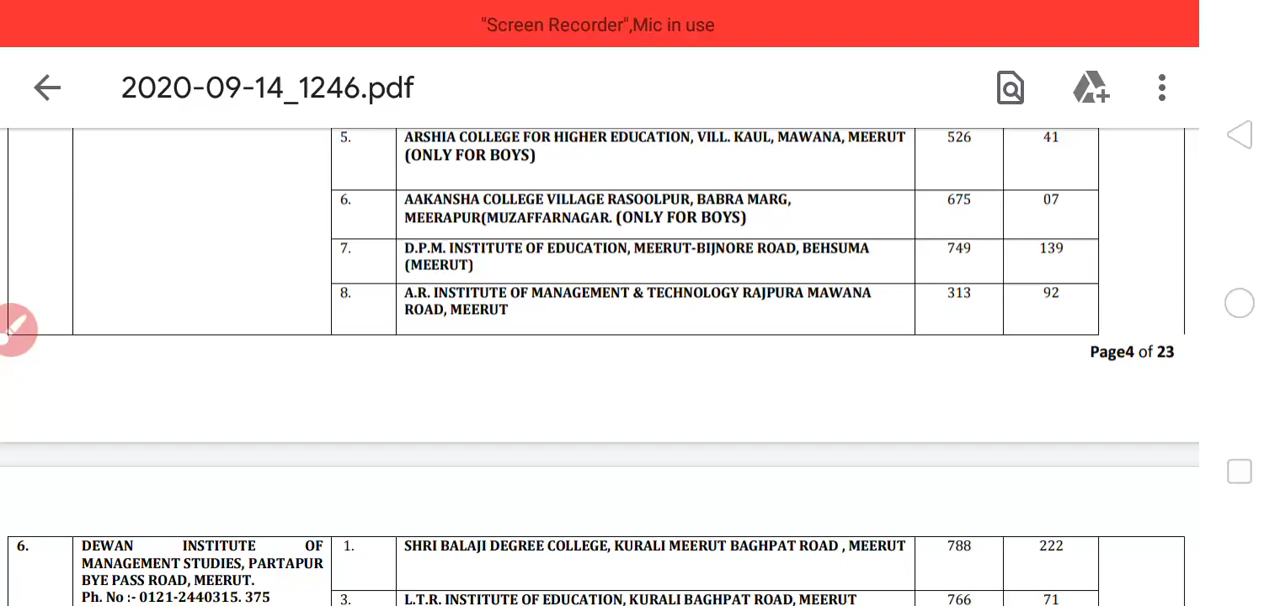 "Screen Recorder",Mic in use
2020-09-14_1246.pdf
5. ARSHIA COLLEGE FOR HIGHER EDUCATION, VILL. KAUL, MAWANA, MEERUT 526 41
(ONLY FOR BOYS)
6. AAKANSHA COLLEGE VILLAGE RASOOLPUR, BABRA MARG, 675 07
MEERAPUR(MUZAFFARNAGAR. (ONLY FOR BOYS)
7. D.P.M. INSTITUTE OF EDUCATION, MEERUT-BIJNORE ROAD, BEHSUMA 749 139
(MEERUT)
8. A.R. INSTITUTE OF MANAGEMENT & TECHNOLOGY RAJPURA MAWANA 313 92
ROAD, MEERUT
Page4 of 23
6. DEWAN INSTITUTE OF 1. SHRI BALAJI DEGREE COLLEGE, KURALI MEERUT BAGHPAT ROAD , MEERUT 788 222
MANAGEMENT STUDIES, PARTAPUR
BYE PASS ROAD, MEERUT.
Ph. No :- 0121-2440315. 375 3. L.T.R. INSTITUTE OF EDUCATION, KURALI BAGHPAT ROAD, MEERUT 766 71